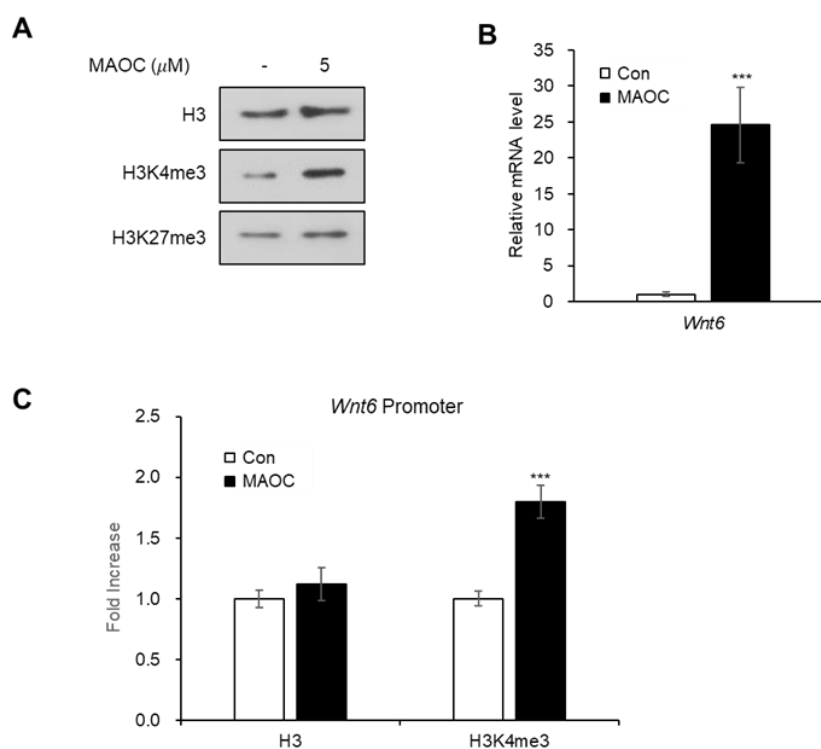 A
MAOC (μM) - 5
H3
H3K4me3
H3K27me3
B
35
30
25
20
15
10
5
0
Relative mRNA level
Con
MAOC
***
Wnt6
C
Wnt6 Promoter
2.5
2.0
1.5
1.0
0.5
0.0
Fold Increase
Con
MAOC
***
H3 H3K4me3